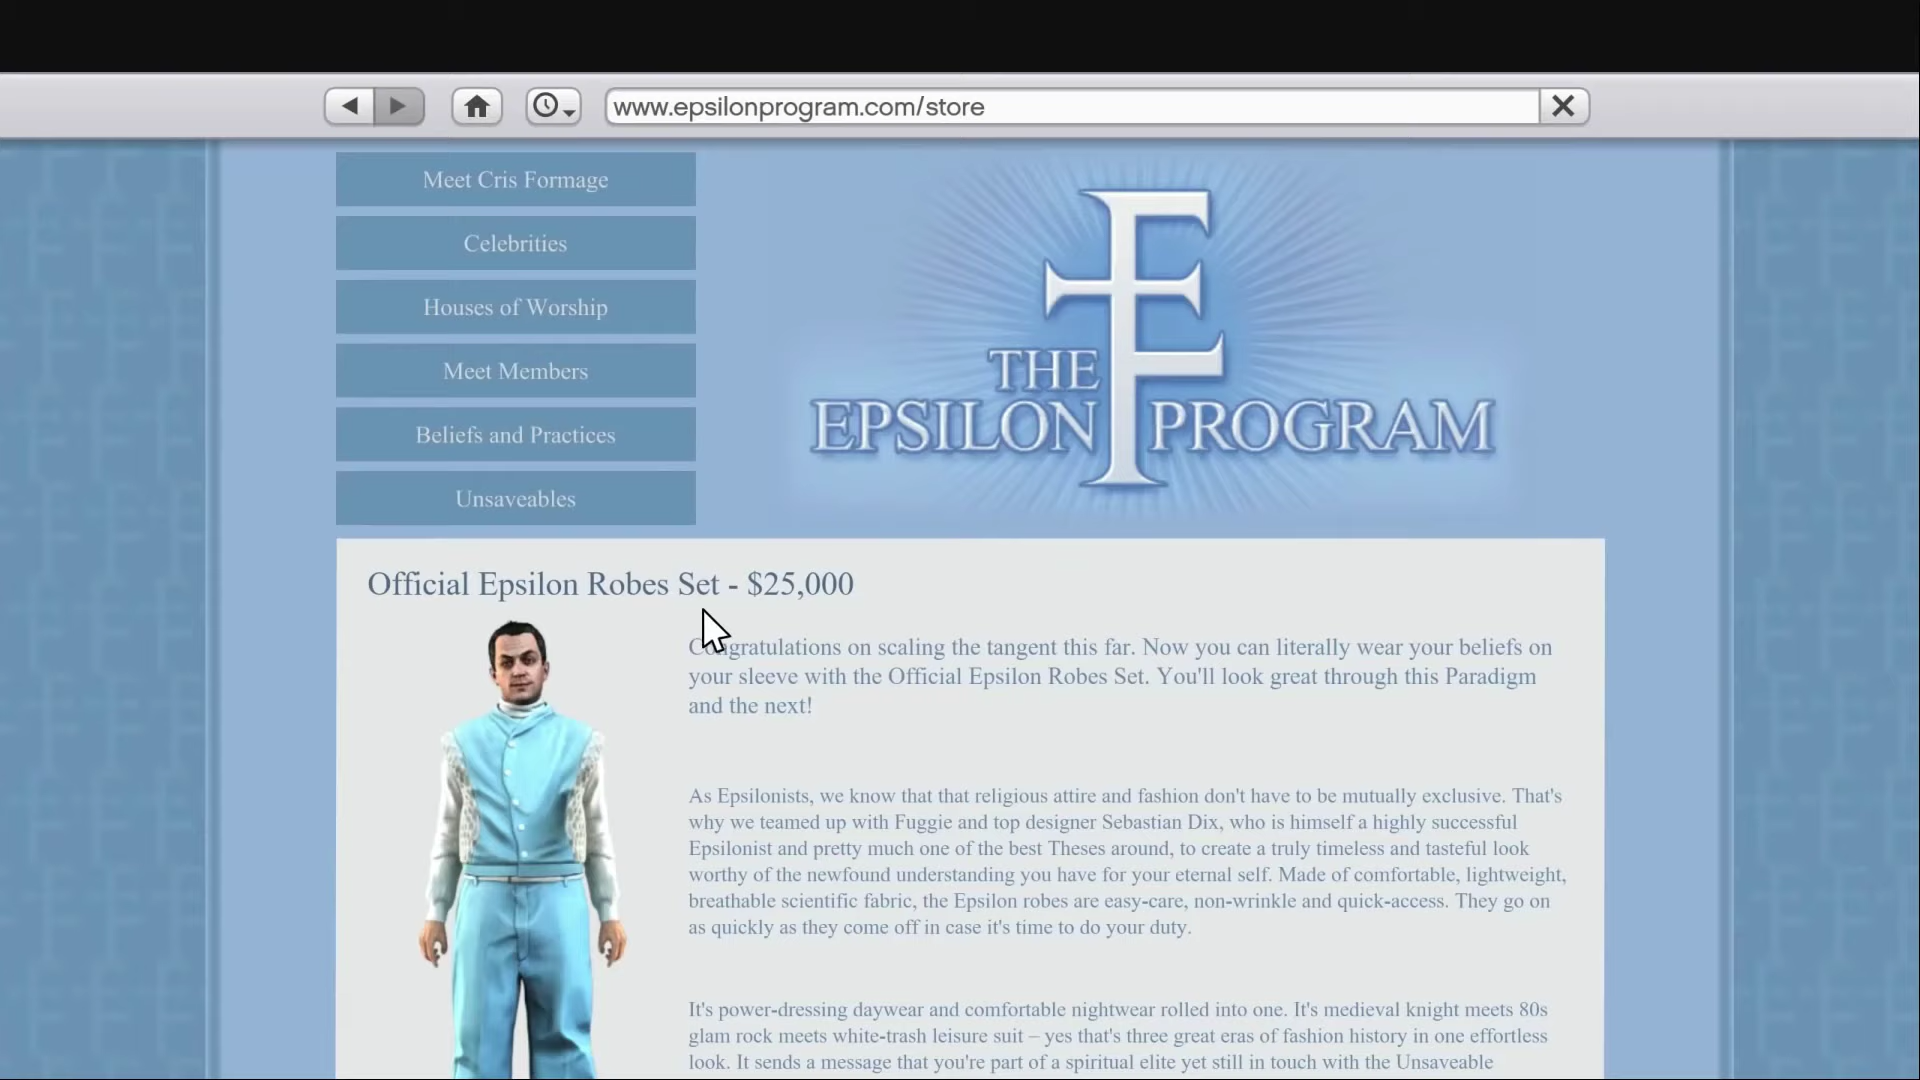 www.epsilonprogram.com/store
Meet Cris Formage
Celebrities
Houses of Worship
Meet Members
Beliefs and Practices
Unsaveables
THE
EPSILON PROGRAM
Official Epsilon Robes Set - $25,000
Congratulations on scaling the tangent this far. Now you can literally wear your beliefs on
your sleeve with the Official Epsilon Robes Set. You'll look great through this Paradigm
and the next!
As Epsilonists, we know that that religious attire and fashion don't have to be mutually exclusive. That's
why we teamed up with Fuggie and top designer Sebastian Dix, who is himself a highly successful
Epsilonist and pretty much one of the best Theses around, to create a truly timeless and tasteful look
worthy of the newfound understanding you have for your eternal self. Made of comfortable, lightweight,
breathable scientific fabric, the Epsilon robes are easy-care, non-wrinkle and quick-access. They go on
as quickly as they come off in case it's time to do your duty.
It's power-dressing daywear and comfortable nightwear rolled into one. It's medieval knight meets 80s
glam rock meets white-trash leisure suit – yes that's three great eras of fashion history in one effortless
look. It sends a message that you're part of a spiritual elite yet still in touch with the Unsaveable